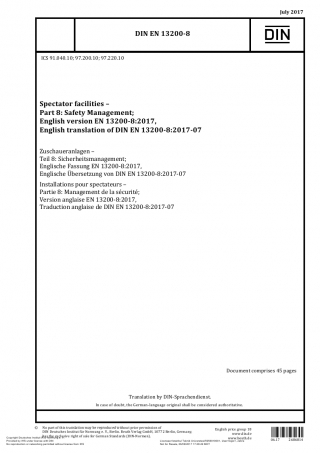 July 2017
DIN EN 13200-8
DIN
ICS 91.040.10; 97.200.10; 97.220.10
Spectator facilities –
Part 8: Safety Management;
English version EN 13200-8:2017,
English translation of DIN EN 13200-8:2017-07
Zuschaueranlagen –
Teil 8: Sicherheitsmanagement;
Englische Fassung EN 13200-8:2017,
Englische Übersetzung von DIN EN 13200-8:2017-07
Installations pour spectateurs –
Partie 8: Management de la sécurité;
Version anglaise EN 13200-8:2017,
Traduction anglaise de DIN EN 13200-8:2017-07
Document comprises 45 pages
Translation by DIN-Sprachendienst.
In case of doubt, the German-language original shall be considered authoritative.
No part of this translation may be reproduced without prior permission of
DIN Deutsches Institut für Normung e. V., Berlin. Beuth Verlag GmbH, 10772 Berlin, Germany,
has the exclusive right of sale for German Standards (DIN-Normen).
English price group
www.din.de
www.beuth.de